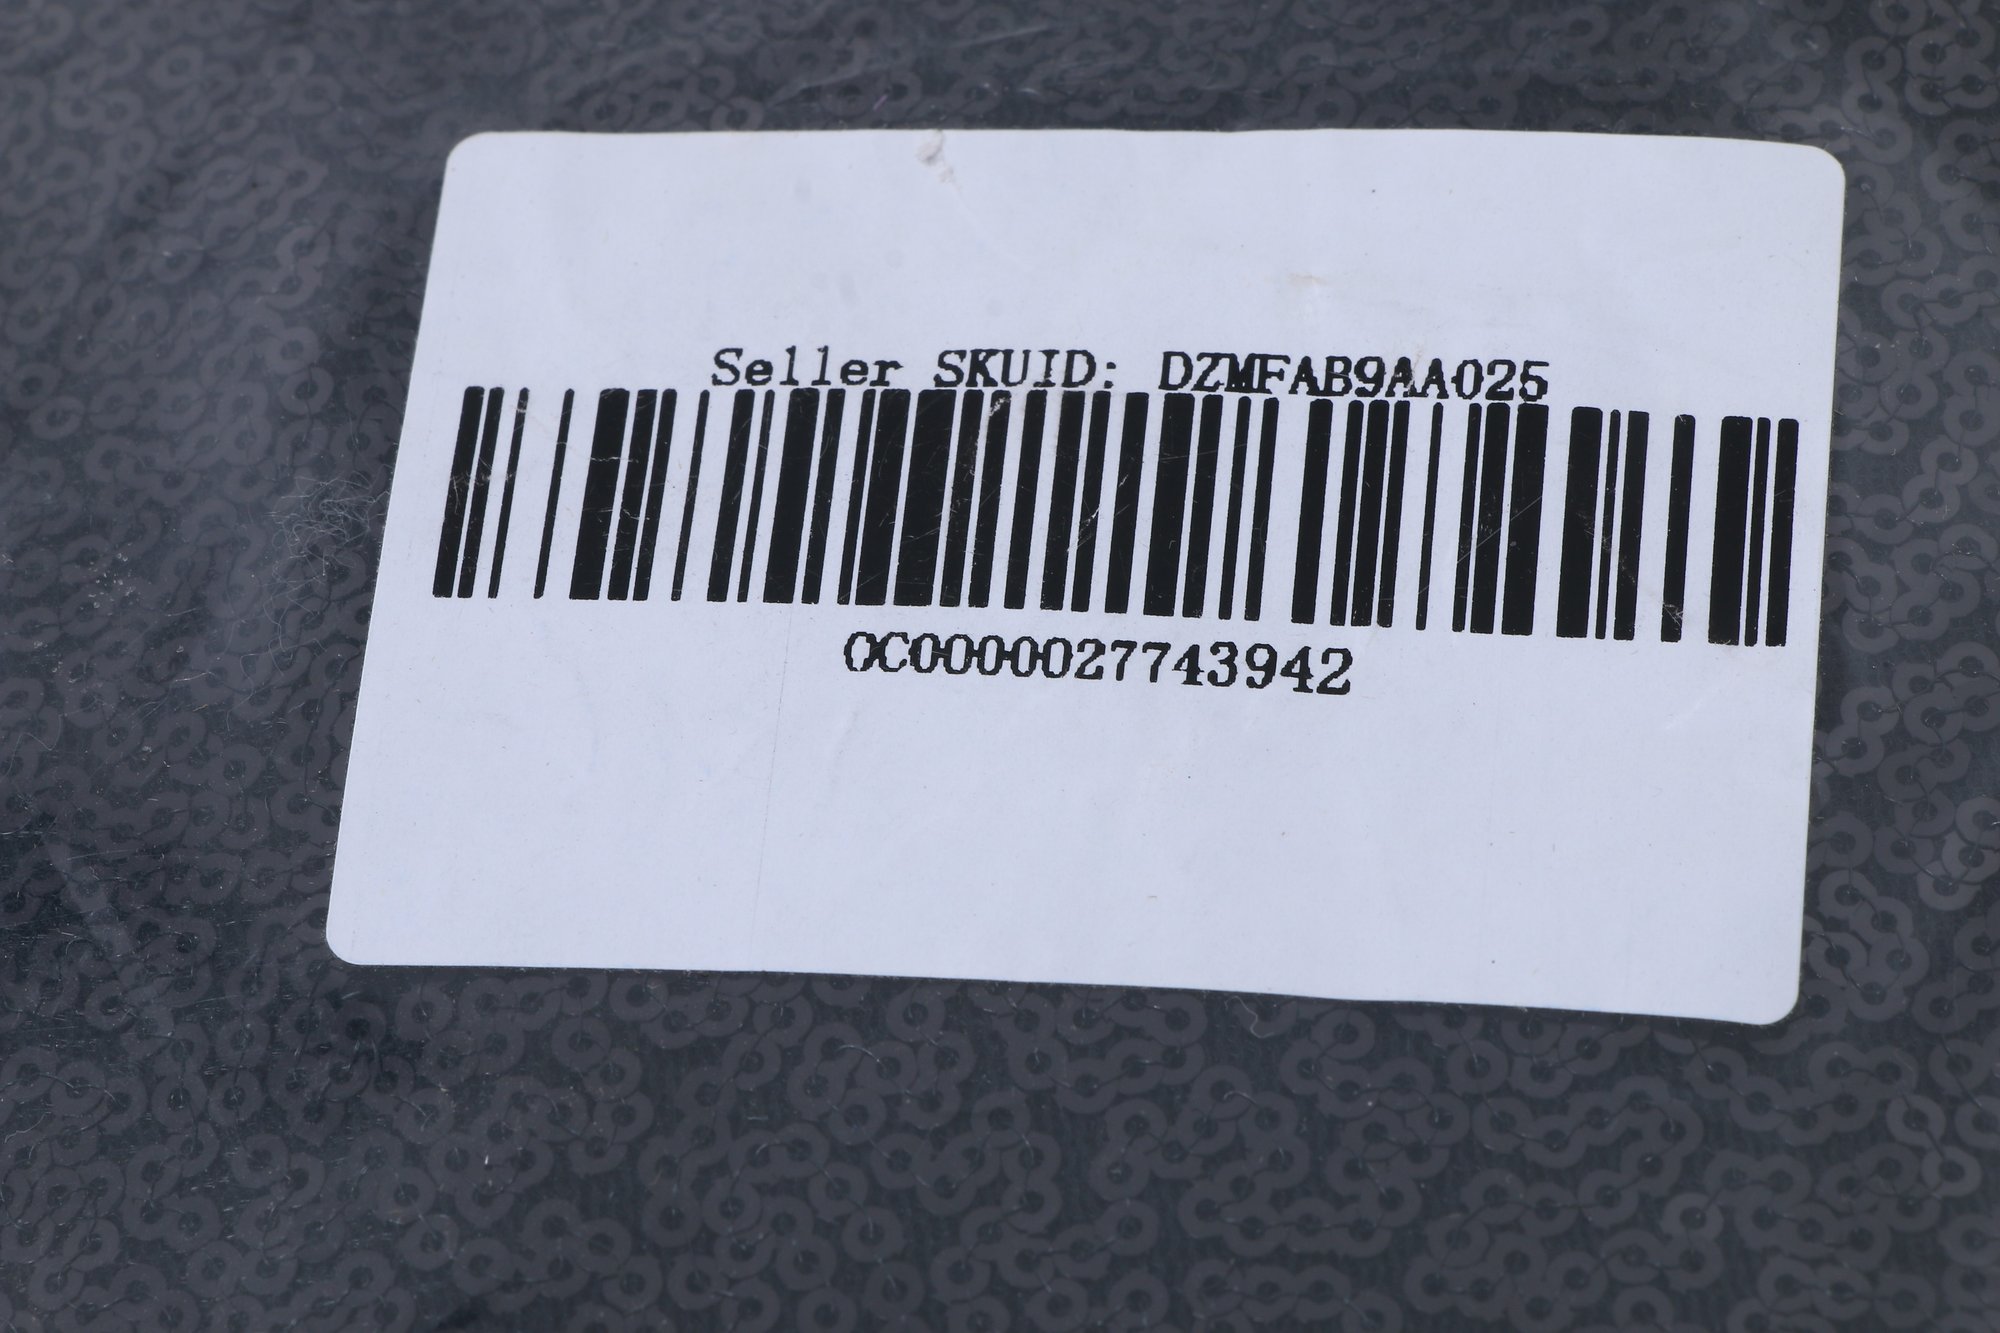 Seller SKUID: DZMFAB9AA025
OC0000027743942